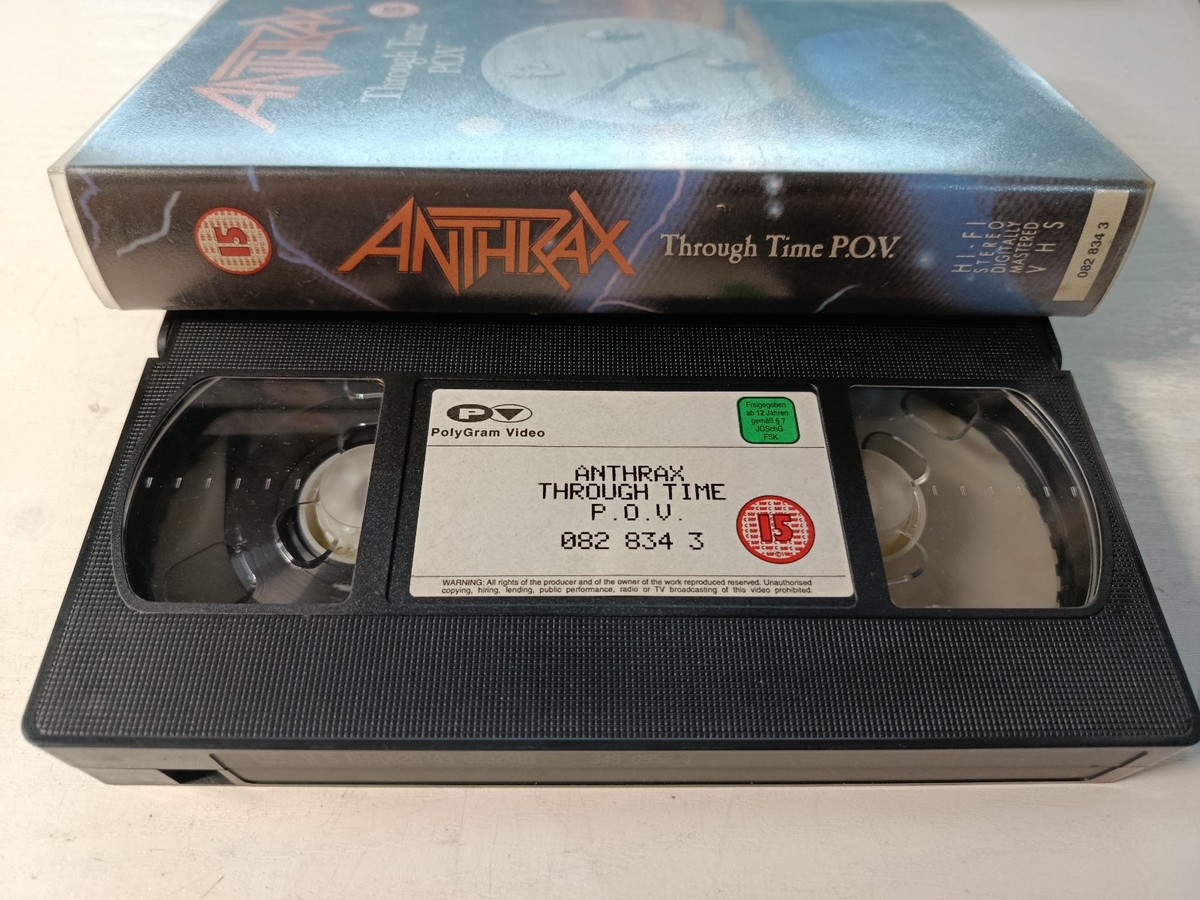 ANTHRAX
Through Time
P.O.V.
15
ANTHRAX
Through Time P.O.V.
HI-FI
STEREO
DIGITALLY
MASTERED
VHS
082 834 3
PolyGram Video
Freigegeben
ab 12 Jahren
gemäß § 7
JÖSchG
FSK
ANTHRAX
THROUGH TIME
P.O.V.
082 834 3
15
WARNING: All rights of the producer and of the owner of the work reproduced reserved. Unauthorised
copying, hiring, lending, public performance, radio or TV broadcasting of this video prohibited.